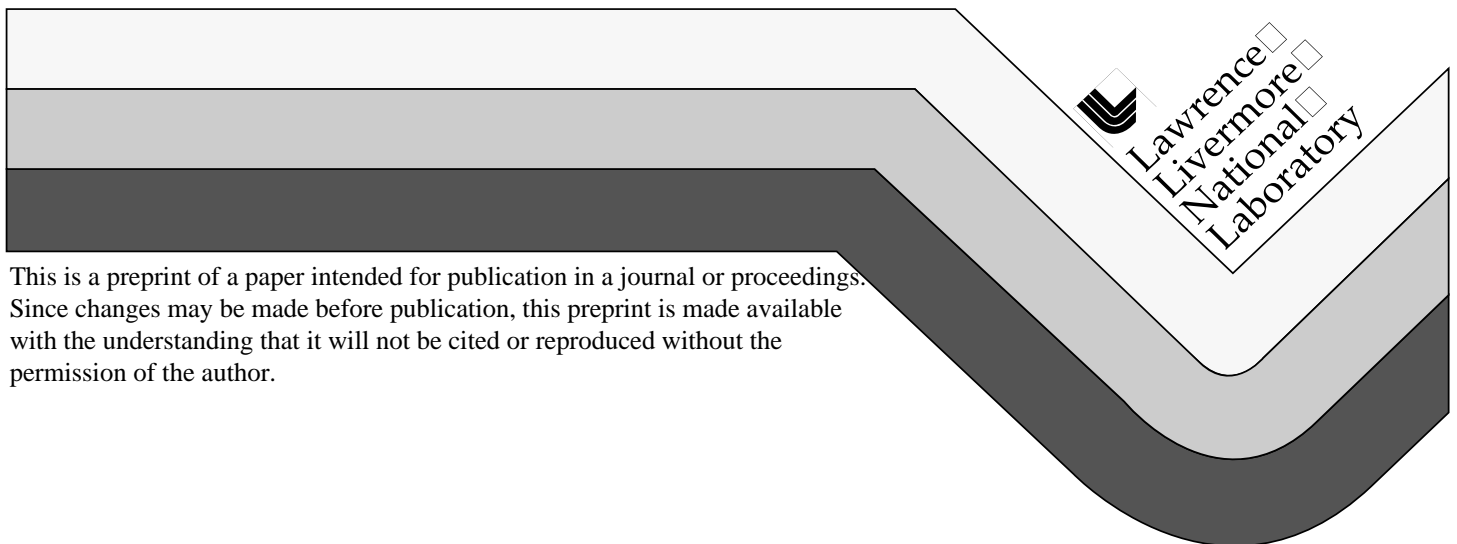 Lawrence
Livermore
National
Laboratory
This is a preprint of a paper intended for publication in a journal or proceedings.
Since changes may be made before publication, this preprint is made available
with the understanding that it will not be cited or reproduced without the
permission of the author.